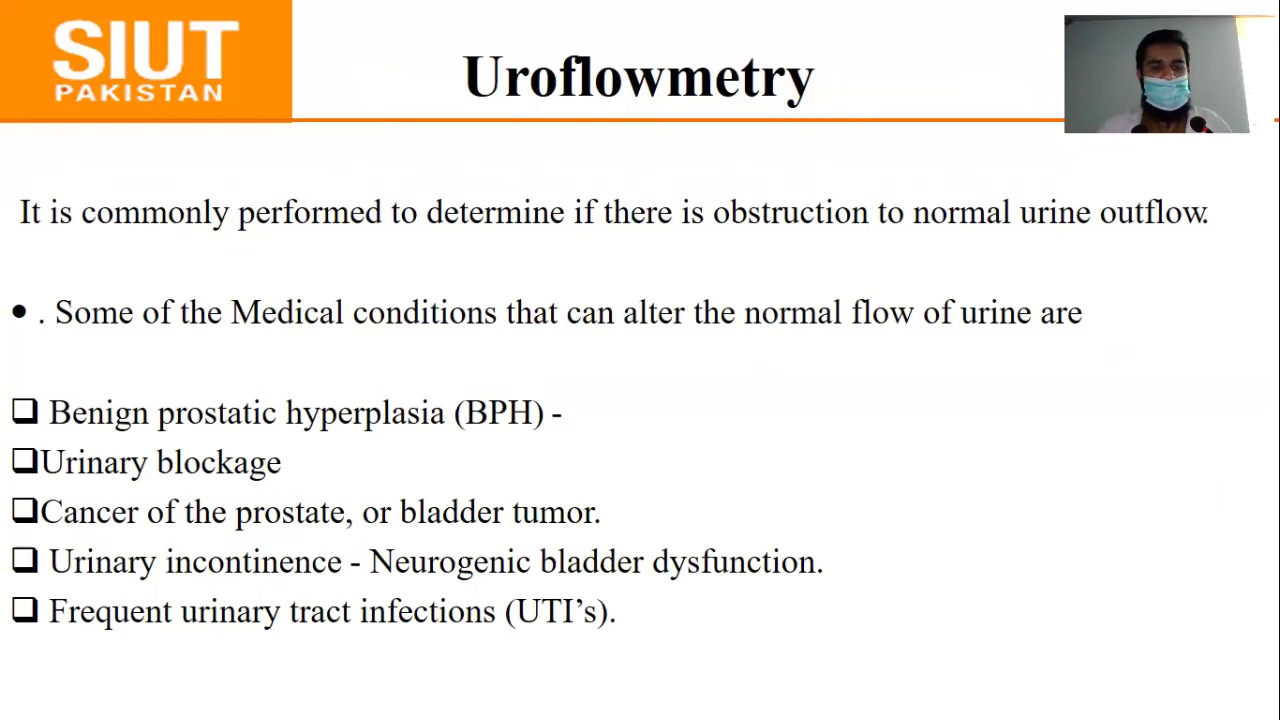 SIUT
PAKISTAN
Uroflowmetry
It is commonly performed to determine if there is obstruction to normal urine outflow.
• . Some of the Medical conditions that can alter the normal flow of urine are
❑ Benign prostatic hyperplasia (BPH) -
❑Urinary blockage
❑Cancer of the prostate, or bladder tumor.
❑ Urinary incontinence - Neurogenic bladder dysfunction.
❑ Frequent urinary tract infections (UTI’s).